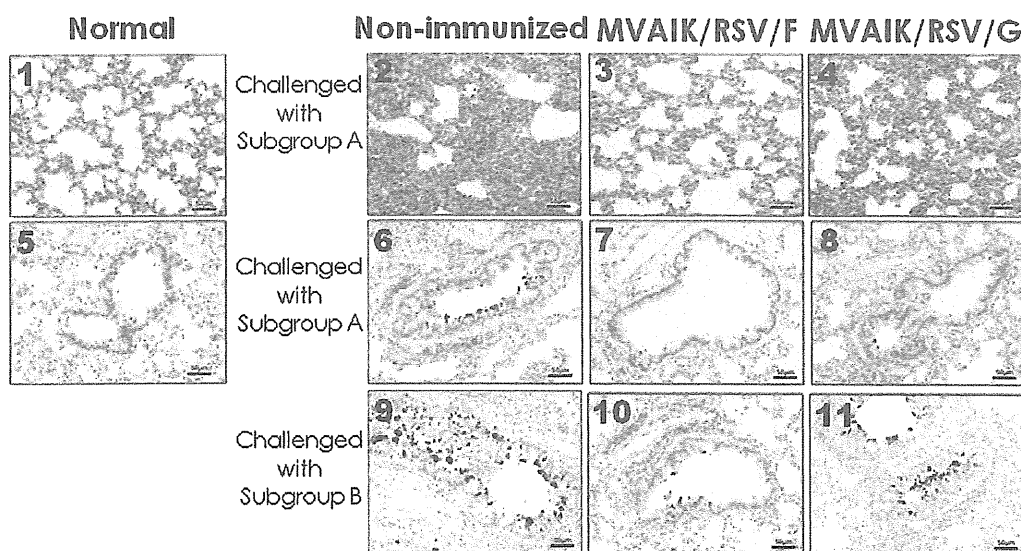 Normal
Non-immunized
MVAIK/RSV/F
MVAIK/RSV/G
1
Challenged
with
Subgroup A
2
3
4
5
Challenged
with
Subgroup A
6
7
8
Challenged
with
Subgroup B
9
10
11